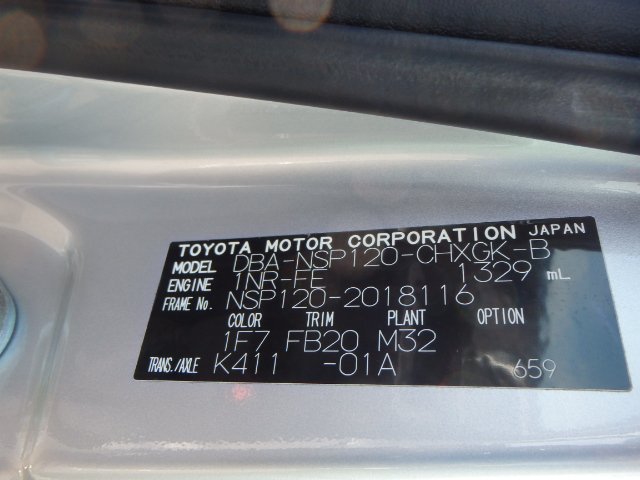 TOYOTA MOTOR CORPORATION JAPAN
MODEL DBA-NSP120-CHXGK-B
ENGINE 1NR-FE 1329 mL
FRAME No. NSP120-2018116
COLOR TRIM PLANT OPTION
1F7 FB20 M32
TRANS./AXLE K411 -01A 659